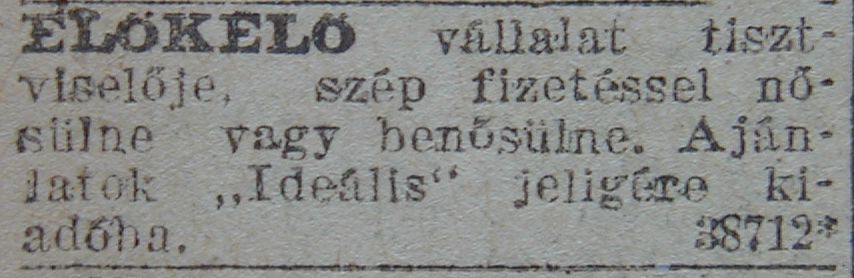 ELŐKELŐ vállalat tiszt-
viselője, szép fizetéssel nő-
sülne vagy benősülne. Aján-
latok „Ideális“ jeligére ki-
adóba. 38712*